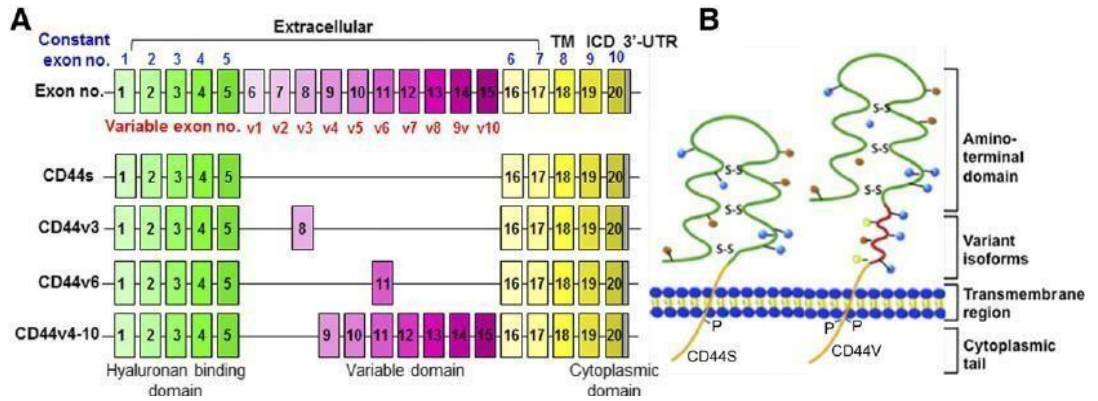 A
Extracellular
Constant
exon no.
TM ICD 3'-UTR
1 2 3 4 5 6 7 8 9 10
Exon no. 1 2 3 4 5 6 7 8 9 10 11 12 13 14 15 16 17 18 19 20
Variable exon no. v1 v2 v3 v4 v5 v6 v7 v8 9v v10
CD44s 1 2 3 4 5 16 17 18 19 20
CD44v3 1 2 3 4 5 8 16 17 18 19 20
CD44v6 1 2 3 4 5 11 16 17 18 19 20
CD44v4-10 1 2 3 4 5 9 10 11 12 13 14 15 16 17 18 19 20
Hyaluronan binding
domain
Variable domain
Cytoplasmic
domain
B
S-S
S-S
S-S
S-S
S-S
S-S
Amino-
terminal
domain
Variant
isoforms
Transmembrane
region
P
P P
CD44S
CD44V
Cytoplasmic
tail